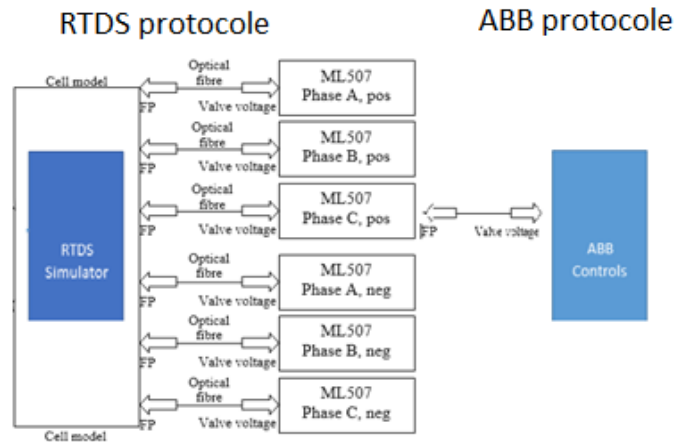 RTDS protocole
ABB protocole
Cell model
Optical
fibre
FP
Valve voltage
ML507
Phase A, pos
Optical
fibre
FP
Valve voltage
ML507
Phase B, pos
Optical
fibre
FP
Valve voltage
ML507
Phase C, pos
FP
Valve voltage
RTDS
Simulator
ABB
Controls
Optical
fibre
FP
Valve voltage
ML507
Phase A, neg
Optical
fibre
FP
Valve voltage
ML507
Phase B, neg
Optical
fibre
FP
Valve voltage
ML507
Phase C, neg
Cell model